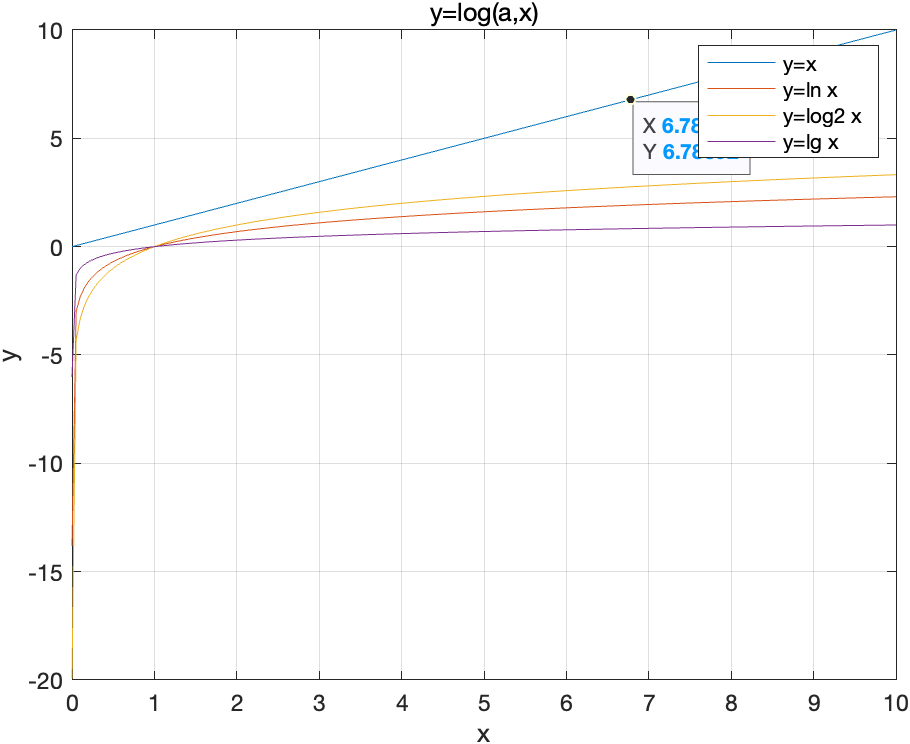 y=log(a,x)
10
5
0
-5
-10
-15
-20
y
y=x
y=ln x
y=log2 x
y=lg x
X 6.78
Y 6.78
0 1 2 3 4 5 6 7 8 9 10
x